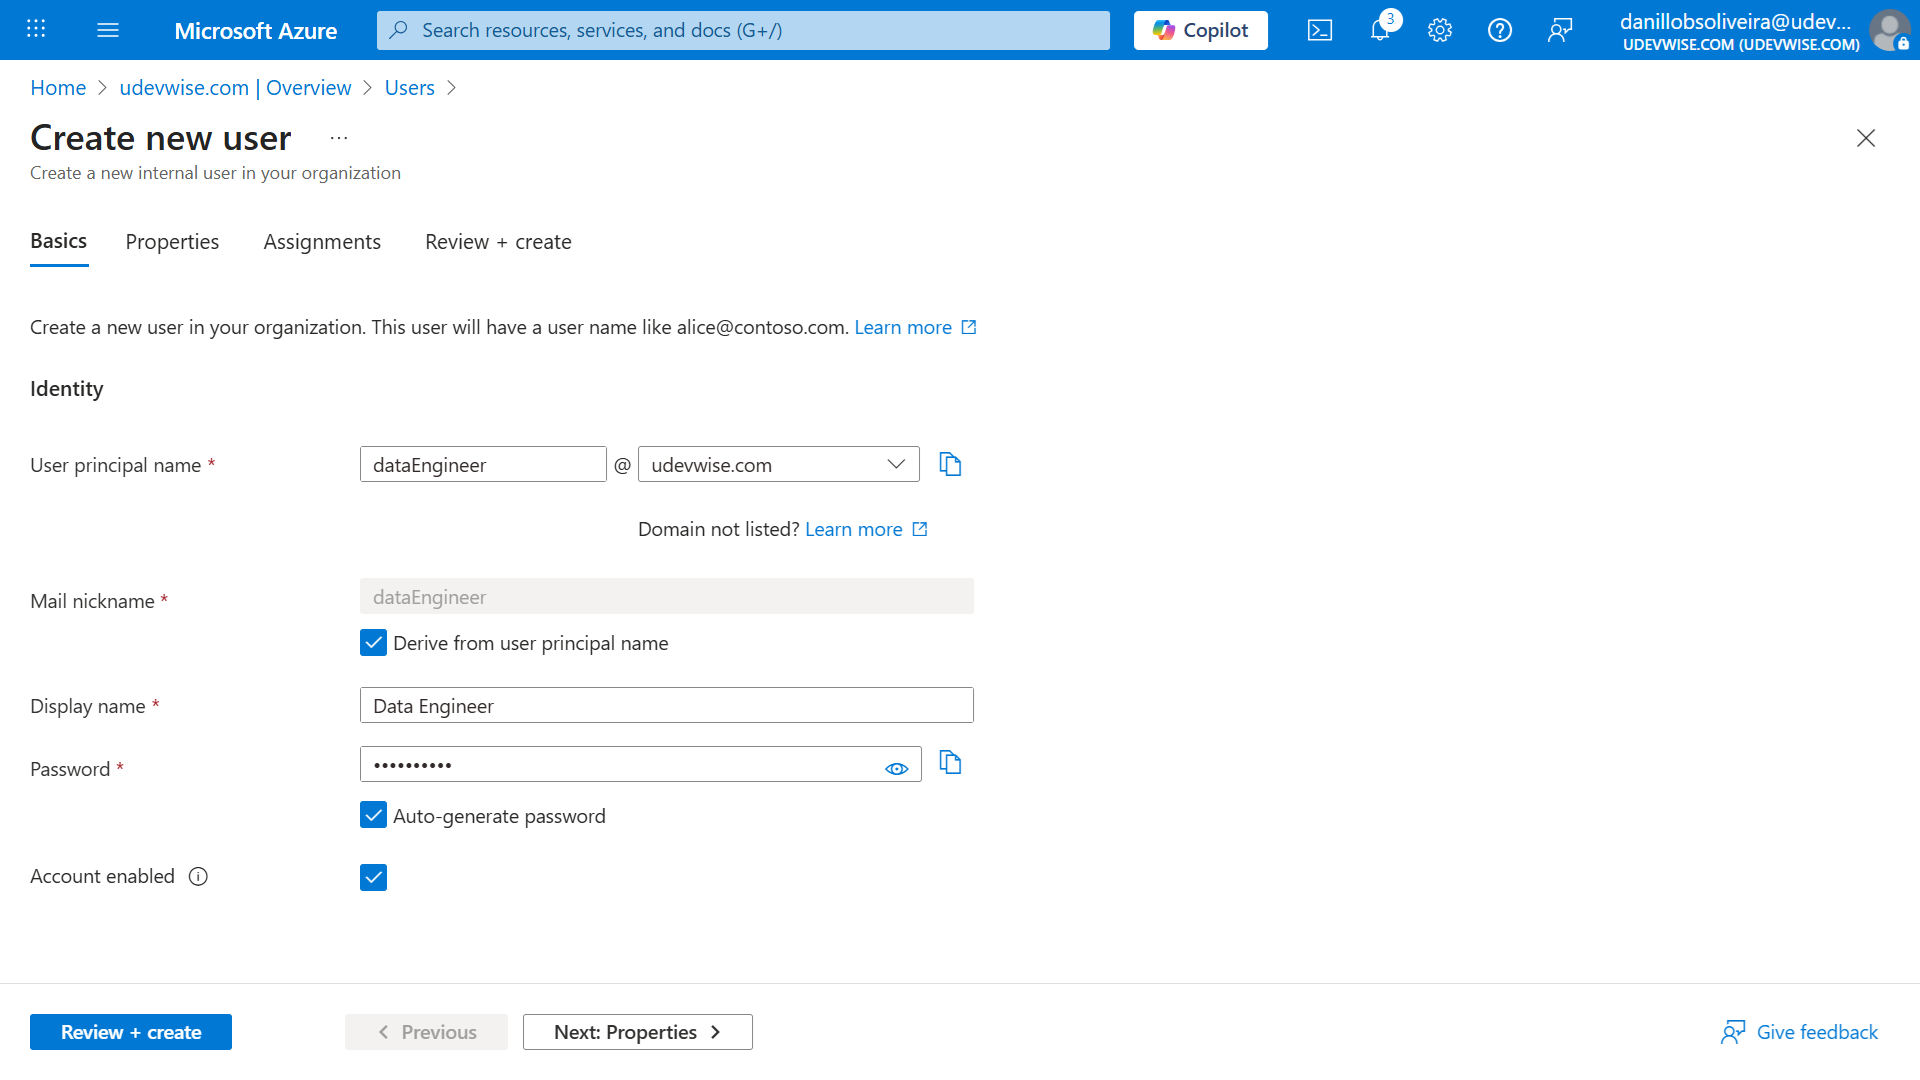 Microsoft Azure
Search resources, services, and docs (G+/)
Copilot
3
danillobsoliveira@udev...
UDEVWISE.COM (UDEVWISE.COM)
Home > udevwise.com | Overview > Users >
Create new user ...
Create a new internal user in your organization
Basics Properties Assignments Review + create
Create a new user in your organization. This user will have a user name like alice@contoso.com. Learn more
Identity
User principal name * dataEngineer @ udevwise.com
Domain not listed? Learn more
Mail nickname * dataEngineer
Derive from user principal name
Display name * Data Engineer
Password * ••••••••••
Auto-generate password
Account enabled
Review + create < Previous Next: Properties > Give feedback